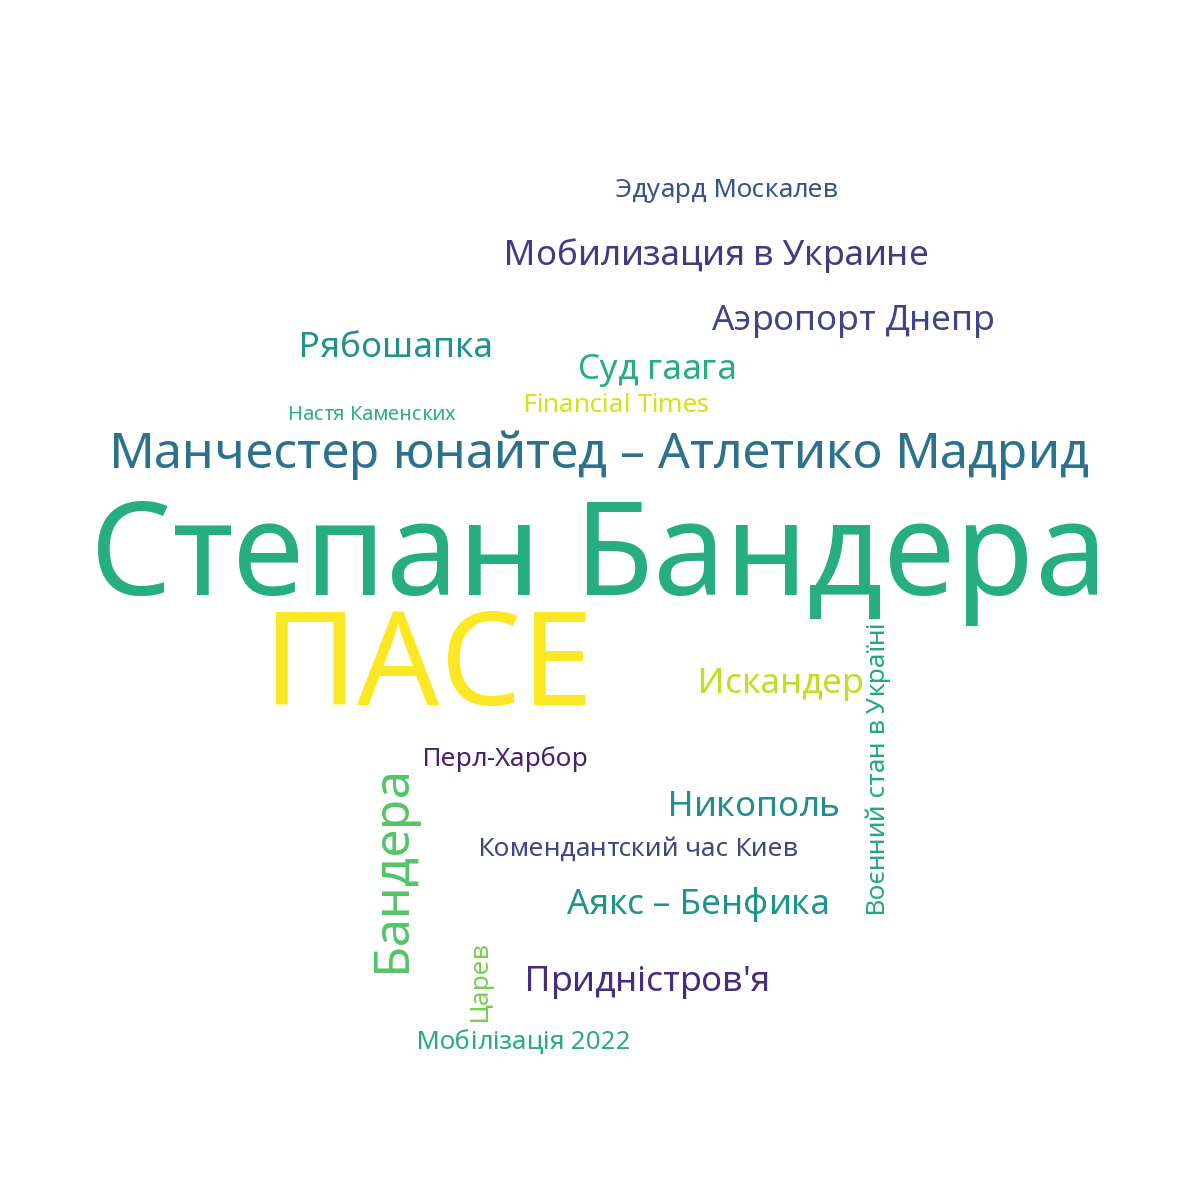 Эдуард Москалев
Мобилизация в Украине
Аэропорт Днепр
Рябошапка
Суд гаага
Financial Times
Настя Каменских
Манчестер юнайтед – Атлетико Мадрид
Степан Бандера
ПАСЕ
Воєнний стан в Україні
Искандер
Перл-Харбор
Бандера
Никополь
Комендантский час Киев
Аякс – Бенфика
Царев
Придністров'я
Мобілізація 2022